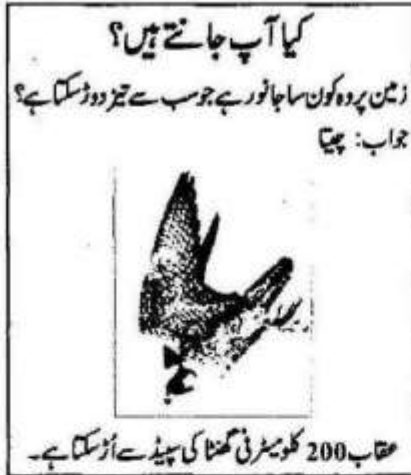 کیا آپ جانتے ہیں؟
زمین پر وہ کون سا جانور ہے جو سب سے تیز دوڑ سکتا ہے؟
جواب: چیتا
عقاب 200 کلومیٹر فی گھنٹا کی سپیڈ سے اُڑ سکتا ہے۔